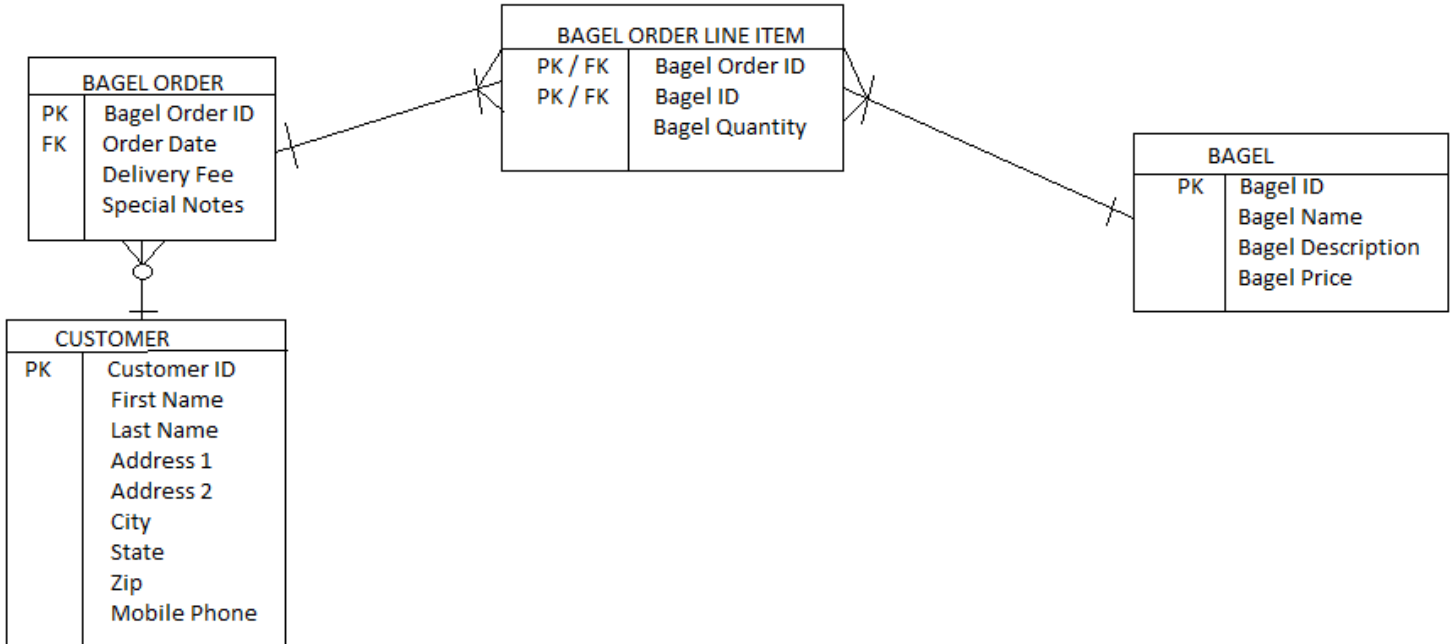 BAGEL ORDER LINE ITEM
PK / FK Bagel Order ID
PK / FK Bagel ID
Bagel Quantity
BAGEL ORDER
PK Bagel Order ID
FK Order Date
Delivery Fee
Special Notes
BAGEL
PK Bagel ID
Bagel Name
Bagel Description
Bagel Price
CUSTOMER
PK Customer ID
First Name
Last Name
Address 1
Address 2
City
State
Zip
Mobile Phone